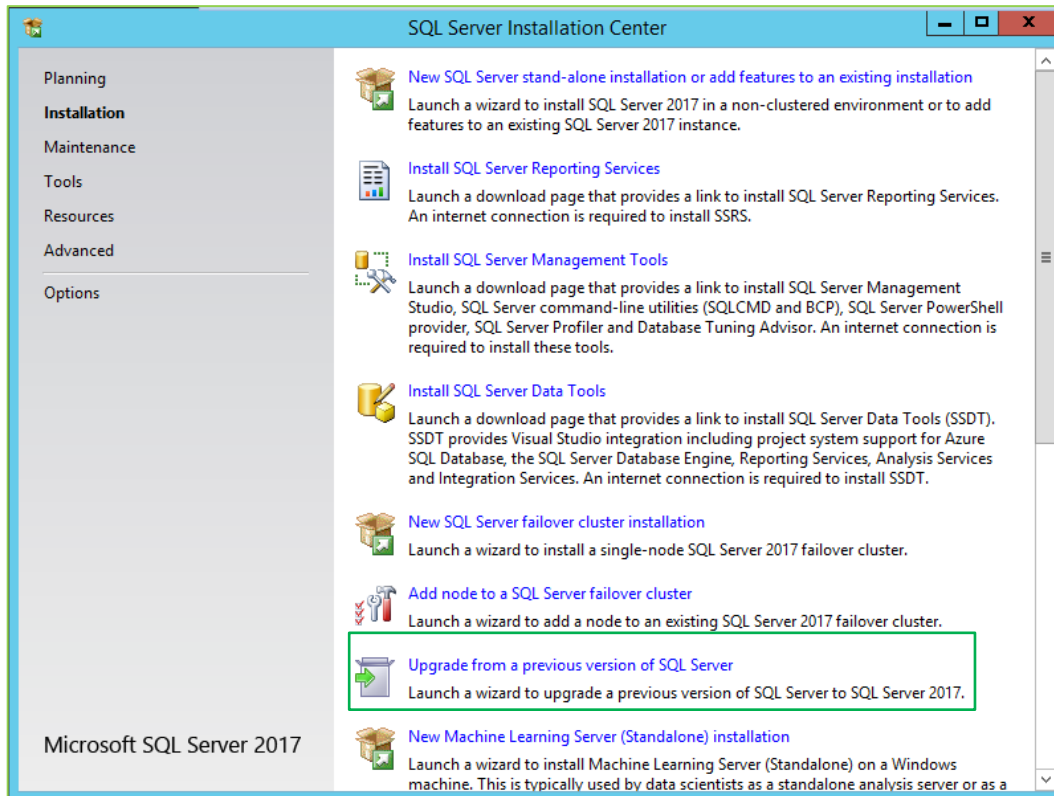 SQL Server Installation Center
Planning
Installation
Maintenance
Tools
Resources
Advanced
Options
Microsoft SQL Server 2017
New SQL Server stand-alone installation or add features to an existing installation
Launch a wizard to install SQL Server 2017 in a non-clustered environment or to add
features to an existing SQL Server 2017 instance.
Install SQL Server Reporting Services
Launch a download page that provides a link to install SQL Server Reporting Services.
An internet connection is required to install SSRS.
Install SQL Server Management Tools
Launch a download page that provides a link to install SQL Server Management
Studio, SQL Server command-line utilities (SQLCMD and BCP), SQL Server PowerShell
provider, SQL Server Profiler and Database Tuning Advisor. An internet connection is
required to install these tools.
Install SQL Server Data Tools
Launch a download page that provides a link to install SQL Server Data Tools (SSDT).
SSDT provides Visual Studio integration including project system support for Azure
SQL Database, the SQL Server Database Engine, Reporting Services, Analysis Services
and Integration Services. An internet connection is required to install SSDT.
New SQL Server failover cluster installation
Launch a wizard to install a single-node SQL Server 2017 failover cluster.
Add node to a SQL Server failover cluster
Launch a wizard to add a node to an existing SQL Server 2017 failover cluster.
Upgrade from a previous version of SQL Server
Launch a wizard to upgrade a previous version of SQL Server to SQL Server 2017.
New Machine Learning Server (Standalone) installation
Launch a wizard to install Machine Learning Server (Standalone) on a Windows
machine. This is typically used by data scientists as a standalone analysis server or as a